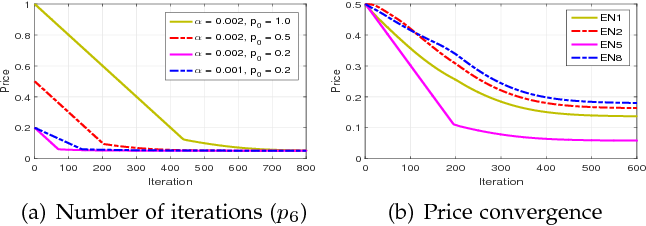 1
0.8
0.6
0.4
0.2
0
Price
0 100 200 300 400 500 600 700 800
Iteration
α = 0.002, p0 = 1.0
α = 0.002, p0 = 0.5
α = 0.002, p0 = 0.2
α = 0.001, p0 = 0.2
(a) Number of iterations (p6)
0.5
0.4
0.3
0.2
0.1
0
Price
0 100 200 300 400 500 600
Iteration
EN1
EN2
EN5
EN8
(b) Price convergence